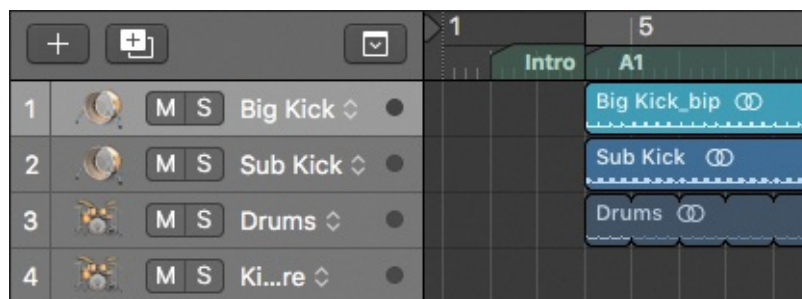 1 5
Intro A1
1 M S Big Kick Big Kick_bip
2 M S Sub Kick Sub Kick
3 M S Drums Drums
4 M S Ki...re